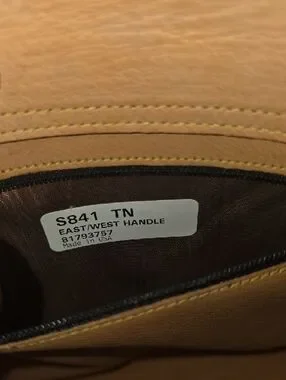 S841 TN
EAST/WEST HANDLE
81793757
Made in USA